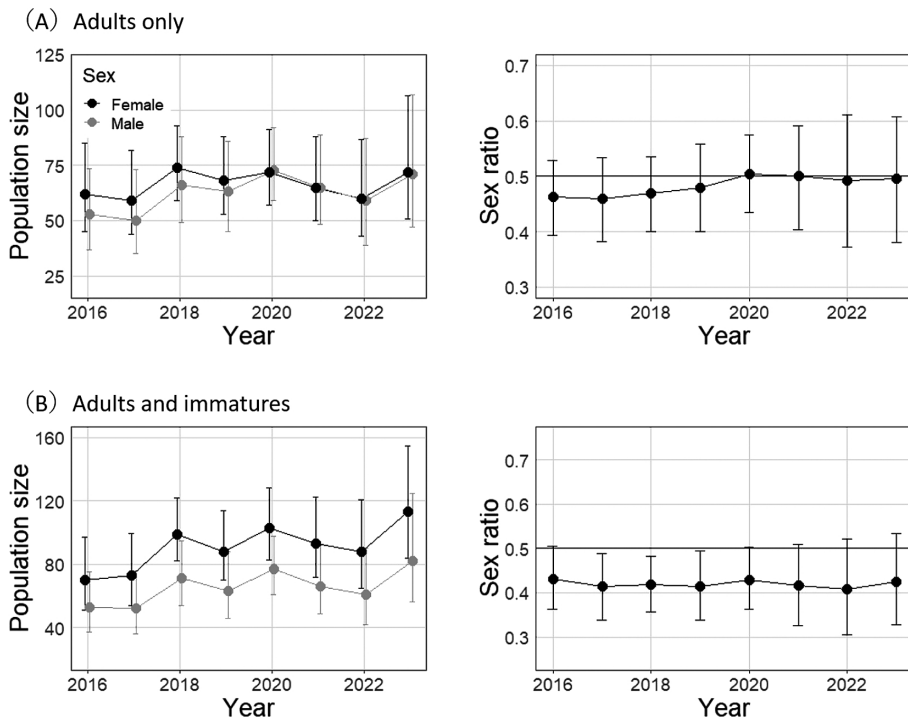 （A） Adults only
125
100
75
50
25
Population size
Sex
Female
Male
2016
2018
2020
2022
Year
0.7
0.6
0.5
0.4
0.3
Sex ratio
2016
2018
2020
2022
Year
（B） Adults and immatures
160
120
80
40
Population size
2016
2018
2020
2022
Year
0.7
0.6
0.5
0.4
0.3
Sex ratio
2016
2018
2020
2022
Year